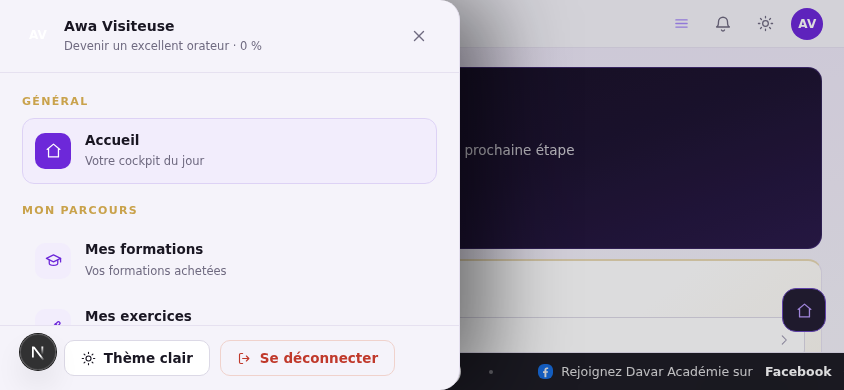 AV
Awa Visiteuse
Devenir un excellent orateur · 0 %
AV
GÉNÉRAL
Accueil
Votre cockpit du jour
prochaine étape
MON PARCOURS
Mes formations
Vos formations achetées
Mes exercices
N
Thème clair
Se déconnecter
Rejoignez Davar Académie sur Facebook